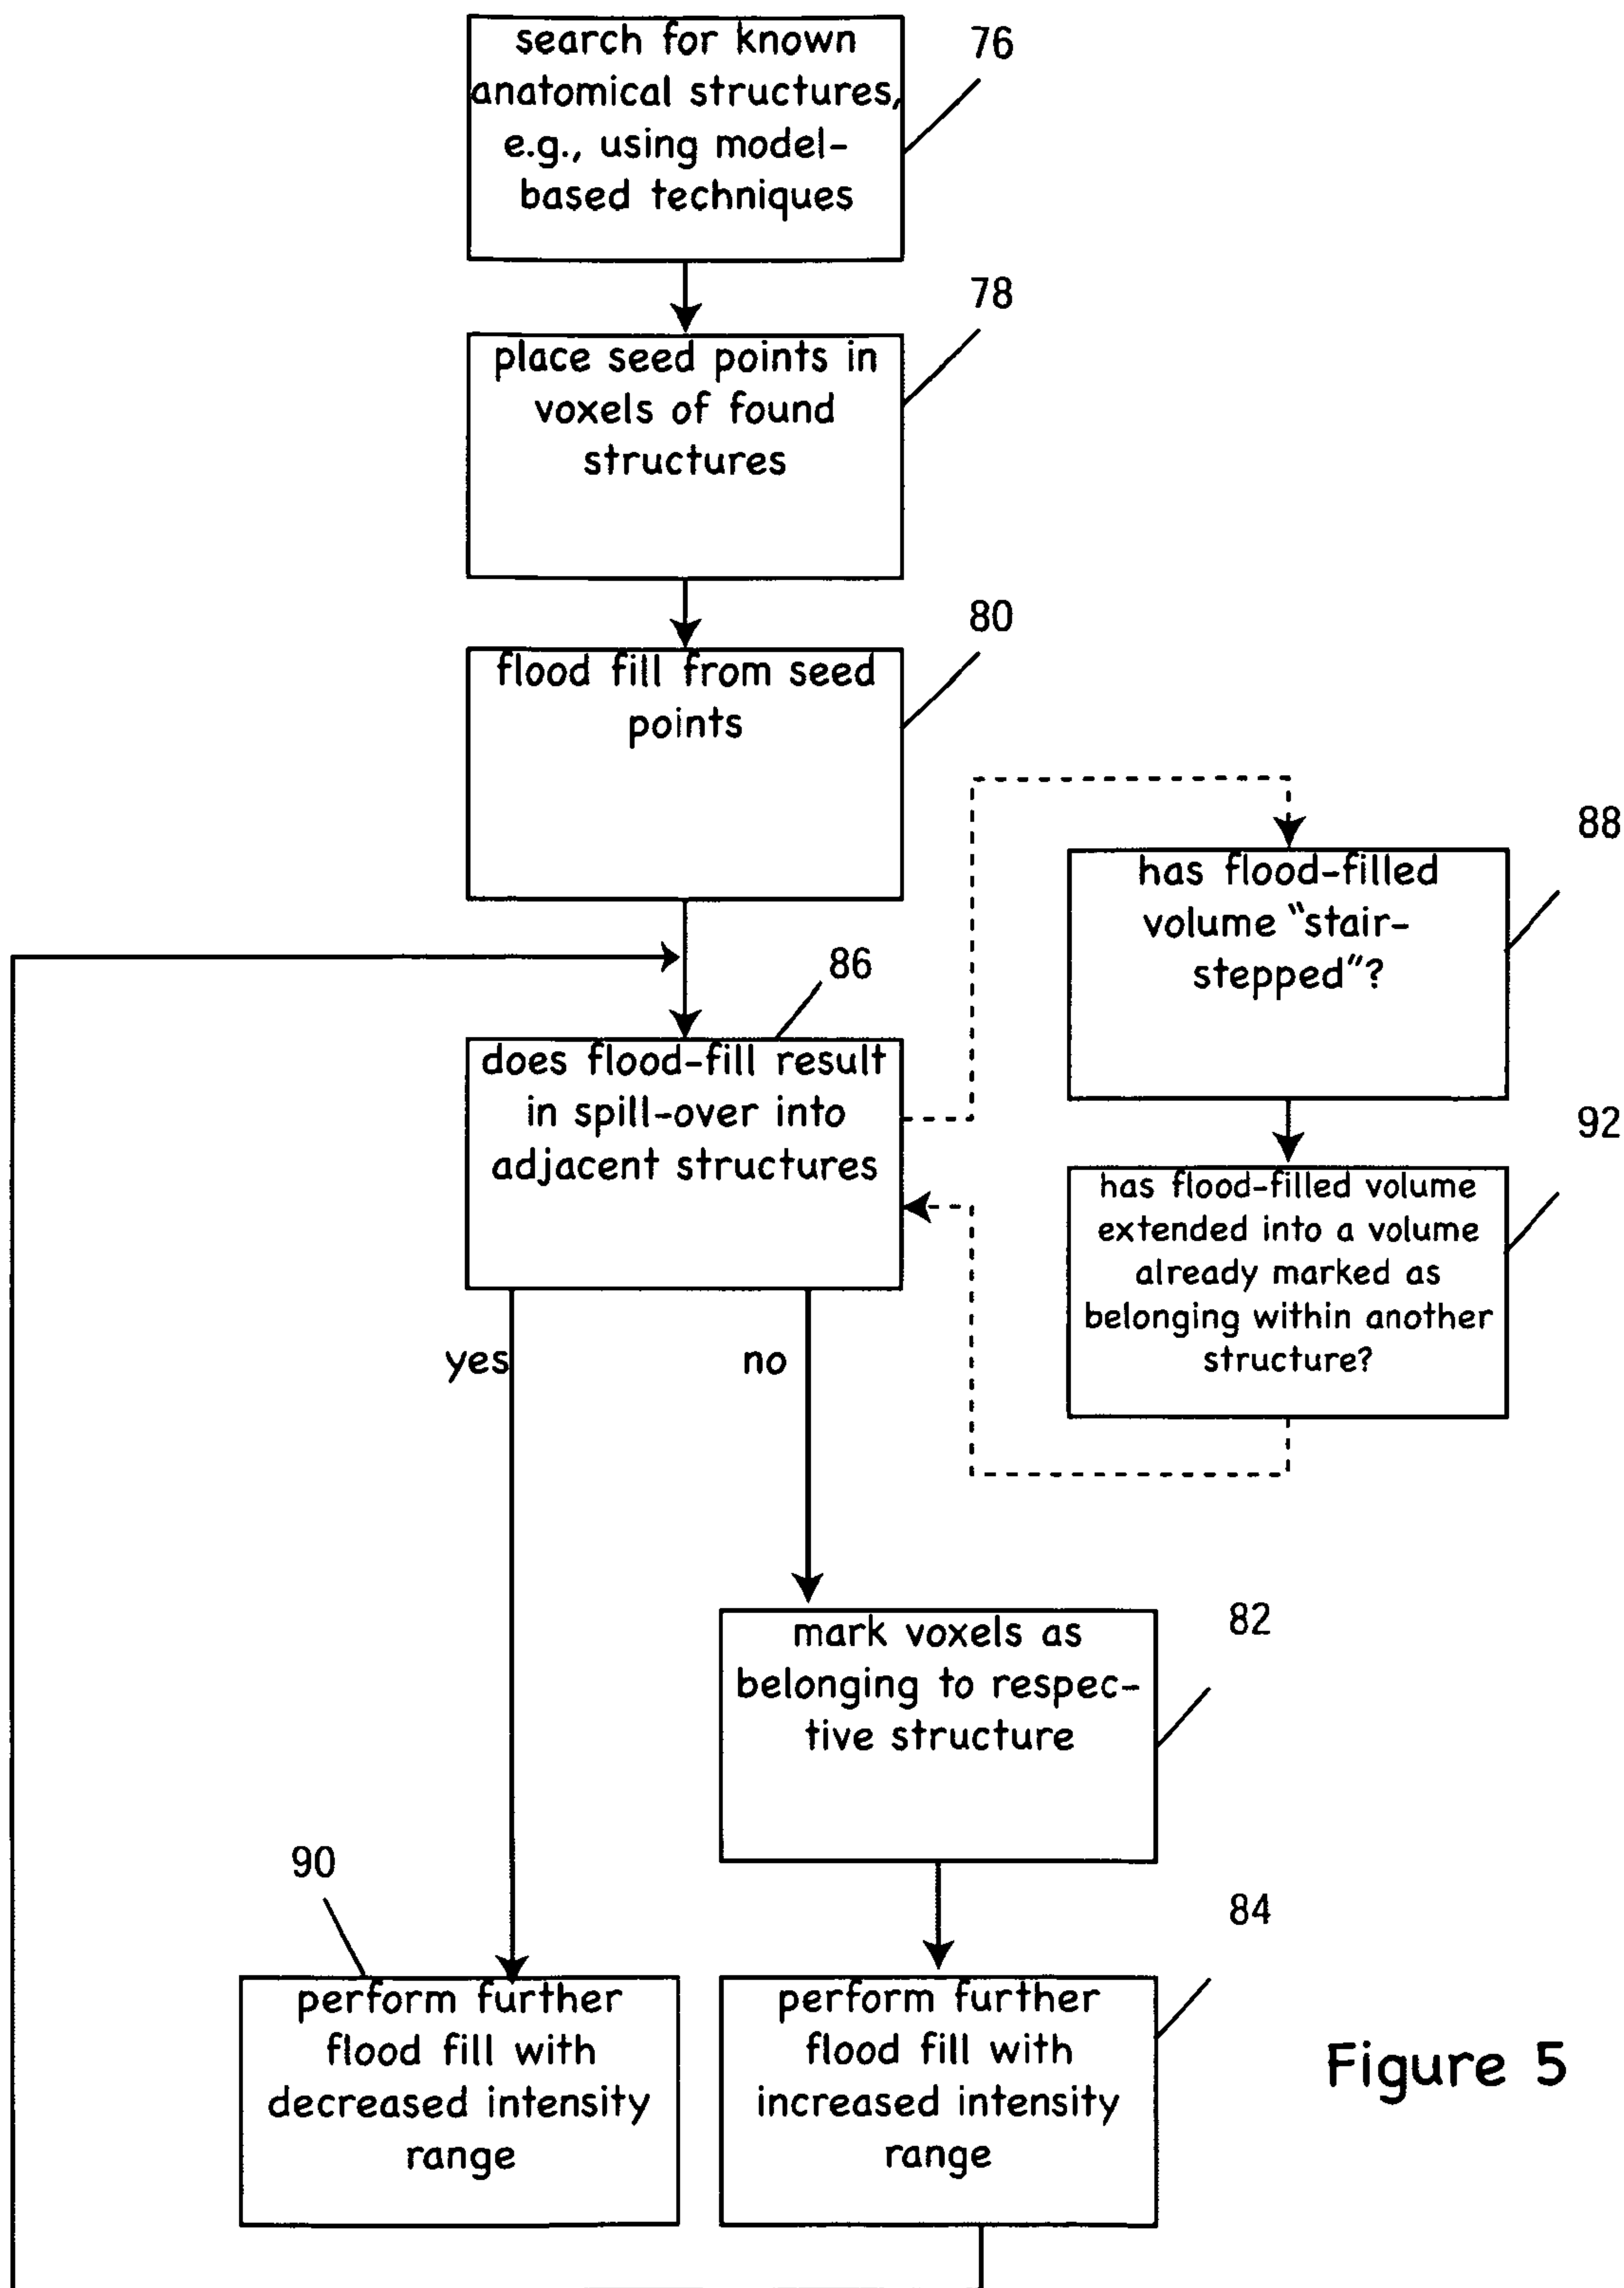 search for known
anatomical structures,
e.g., using model-
based techniques
76
place seed points in
voxels of found
structures
78
flood fill from seed
points
80
has flood-filled
volume "stair-
stepped"?
88
86
does flood-fill result
in spill-over into
adjacent structures
has flood-filled volume
extended into a volume
already marked as
belonging within another
structure?
92
yes
no
mark voxels as
belonging to respec-
tive structure
82
90
perform further
flood fill with
decreased intensity
range
84
perform further
flood fill with
increased intensity
range
Figure 5